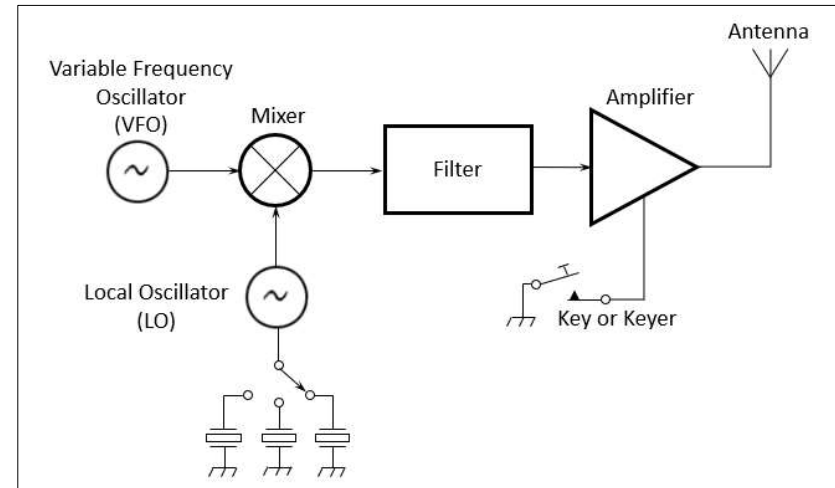 Antenna
Variable Frequency
Oscillator
(VFO)
Mixer
Amplifier
Filter
Local Oscillator
(LO)
Key or Keyer